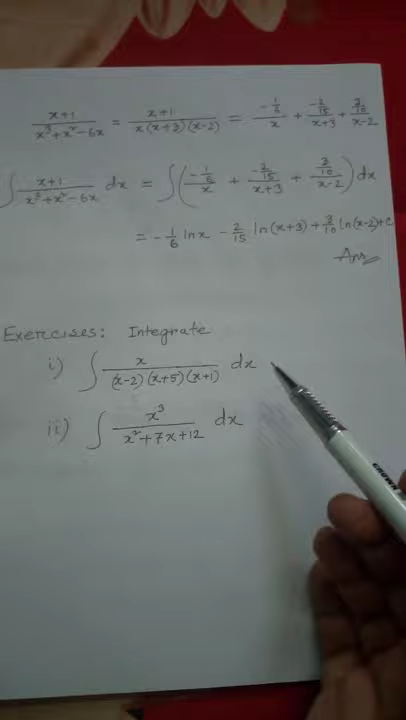 x+1 / x³+x²-6x = x+1 / x(x+3)(x-2) = -1/6 / x + -2/15 / x+3 + 3/10 / x-2
∫ x+1 / x³+x²-6x dx = ∫( -1/6 / x + -2/15 / x+3 + 3/10 / x-2 ) dx
= -1/6 ln x - 2/15 ln(x+3) + 3/10 ln(x-2) + c
Ans
Exercises: Integrate
i) ∫ x / (x-2)(x+5)(x+1) dx
ii) ∫ x³ / x²+7x+12 dx
CROWN